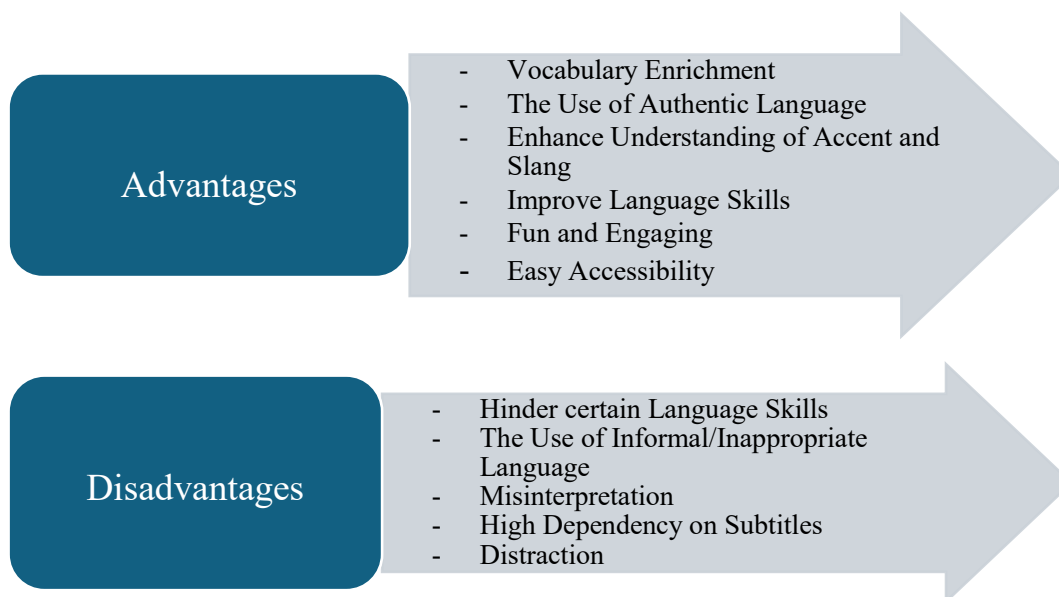 Advantages
- Vocabulary Enrichment
- The Use of Authentic Language
- Enhance Understanding of Accent and
Slang
- Improve Language Skills
- Fun and Engaging
- Easy Accessibility
Disadvantages
- Hinder certain Language Skills
- The Use of Informal/Inappropriate
Language
- Misinterpretation
- High Dependency on Subtitles
- Distraction